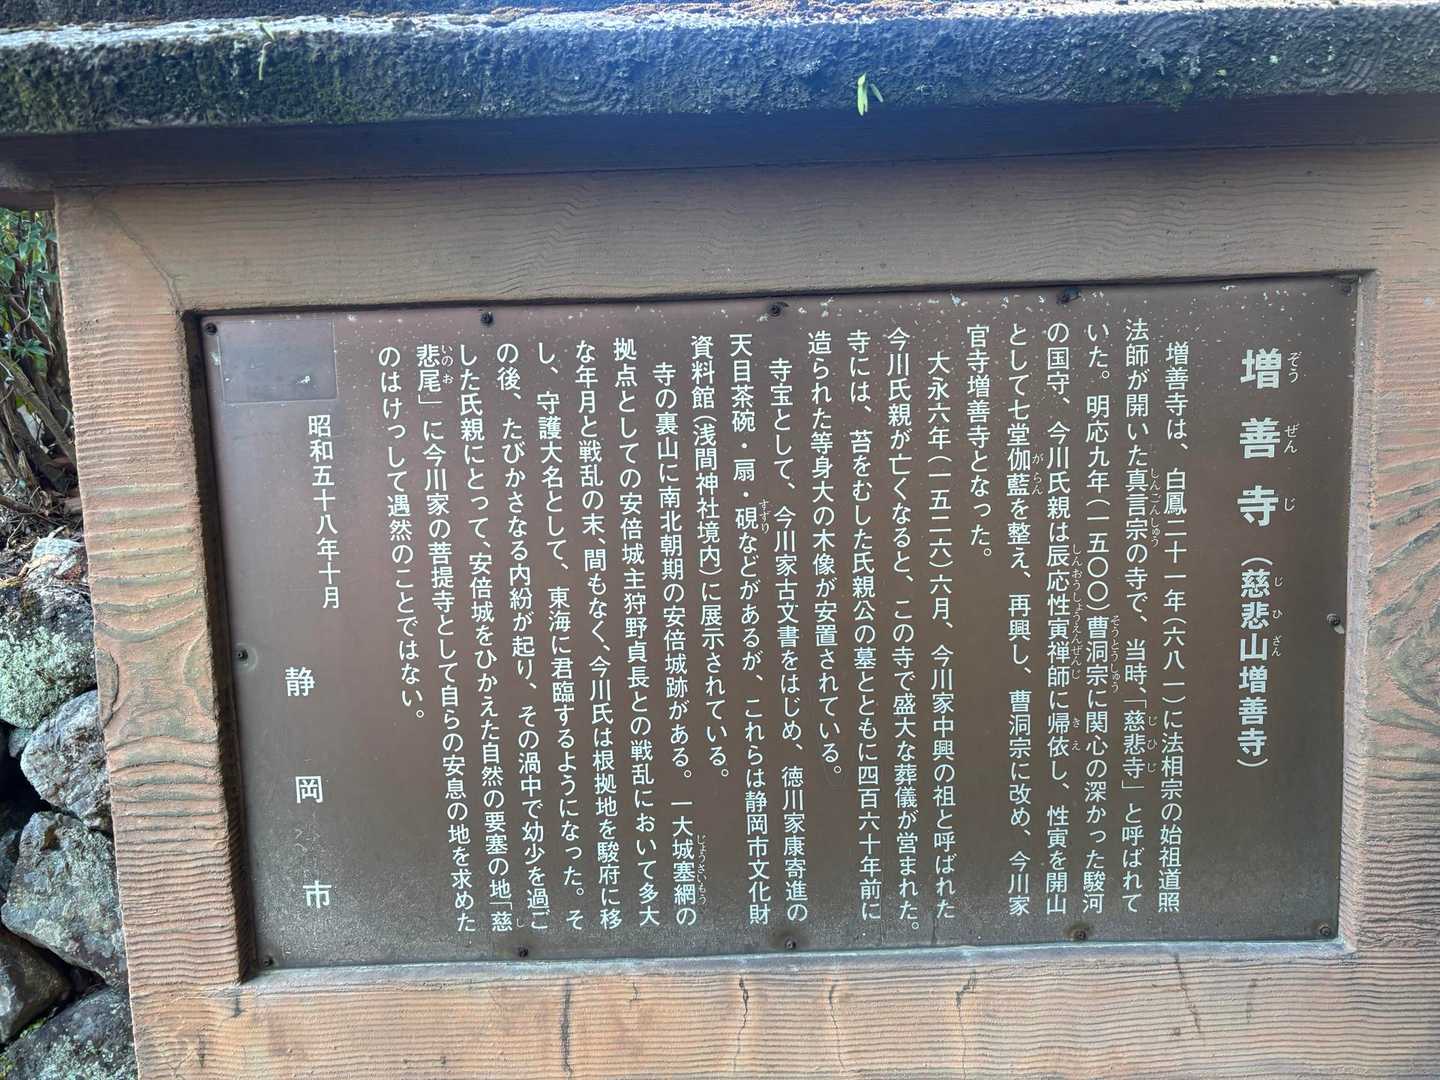 増善寺（慈悲山増善寺）
増善寺は、白鳳二十一年（六八一）に法相宗の始祖道照
法師が開いた真言宗の寺で、当時、「慈悲寺」と呼ばれて
いた。明応九年（一五〇〇）曹洞宗に関心の深かった駿河
の国守、今川氏親は辰応性寅禅師に帰依し、性寅を開山
として七堂伽藍を整え、再興し、曹洞宗に改め、今川家
官寺増善寺となった。
大永六年（一五二六）六月、今川家中興の祖と呼ばれた
今川氏親が亡くなると、この寺で盛大な葬儀が営まれた。
寺には、苔をむした氏親公の墓とともに四百六十年前に
造られた等身大の木像が安置されている。
寺宝として、今川家古文書をはじめ、徳川家康寄進の
天目茶碗・扇・硯などがあるが、これらは静岡市文化財
資料館（浅間神社境内）に展示されている。
寺の裏山に南北朝期の安倍城跡がある。一大城塞網の
拠点としての安倍城主狩野貞長との戦乱において多大
な年月と戦乱の末、間もなく、今川氏は根拠地を駿府に移
し、守護大名として、東海に君臨するようになった。そ
の後、たびかさなる内紛が起り、その渦中で幼少を過ご
した氏親にとって、安倍城をひかえた自然の要塞の地「慈
悲尾」に今川家の菩提寺として自らの安息の地を求めた
のはけっして遇然のことではない。
昭和五十八年十月
静岡市